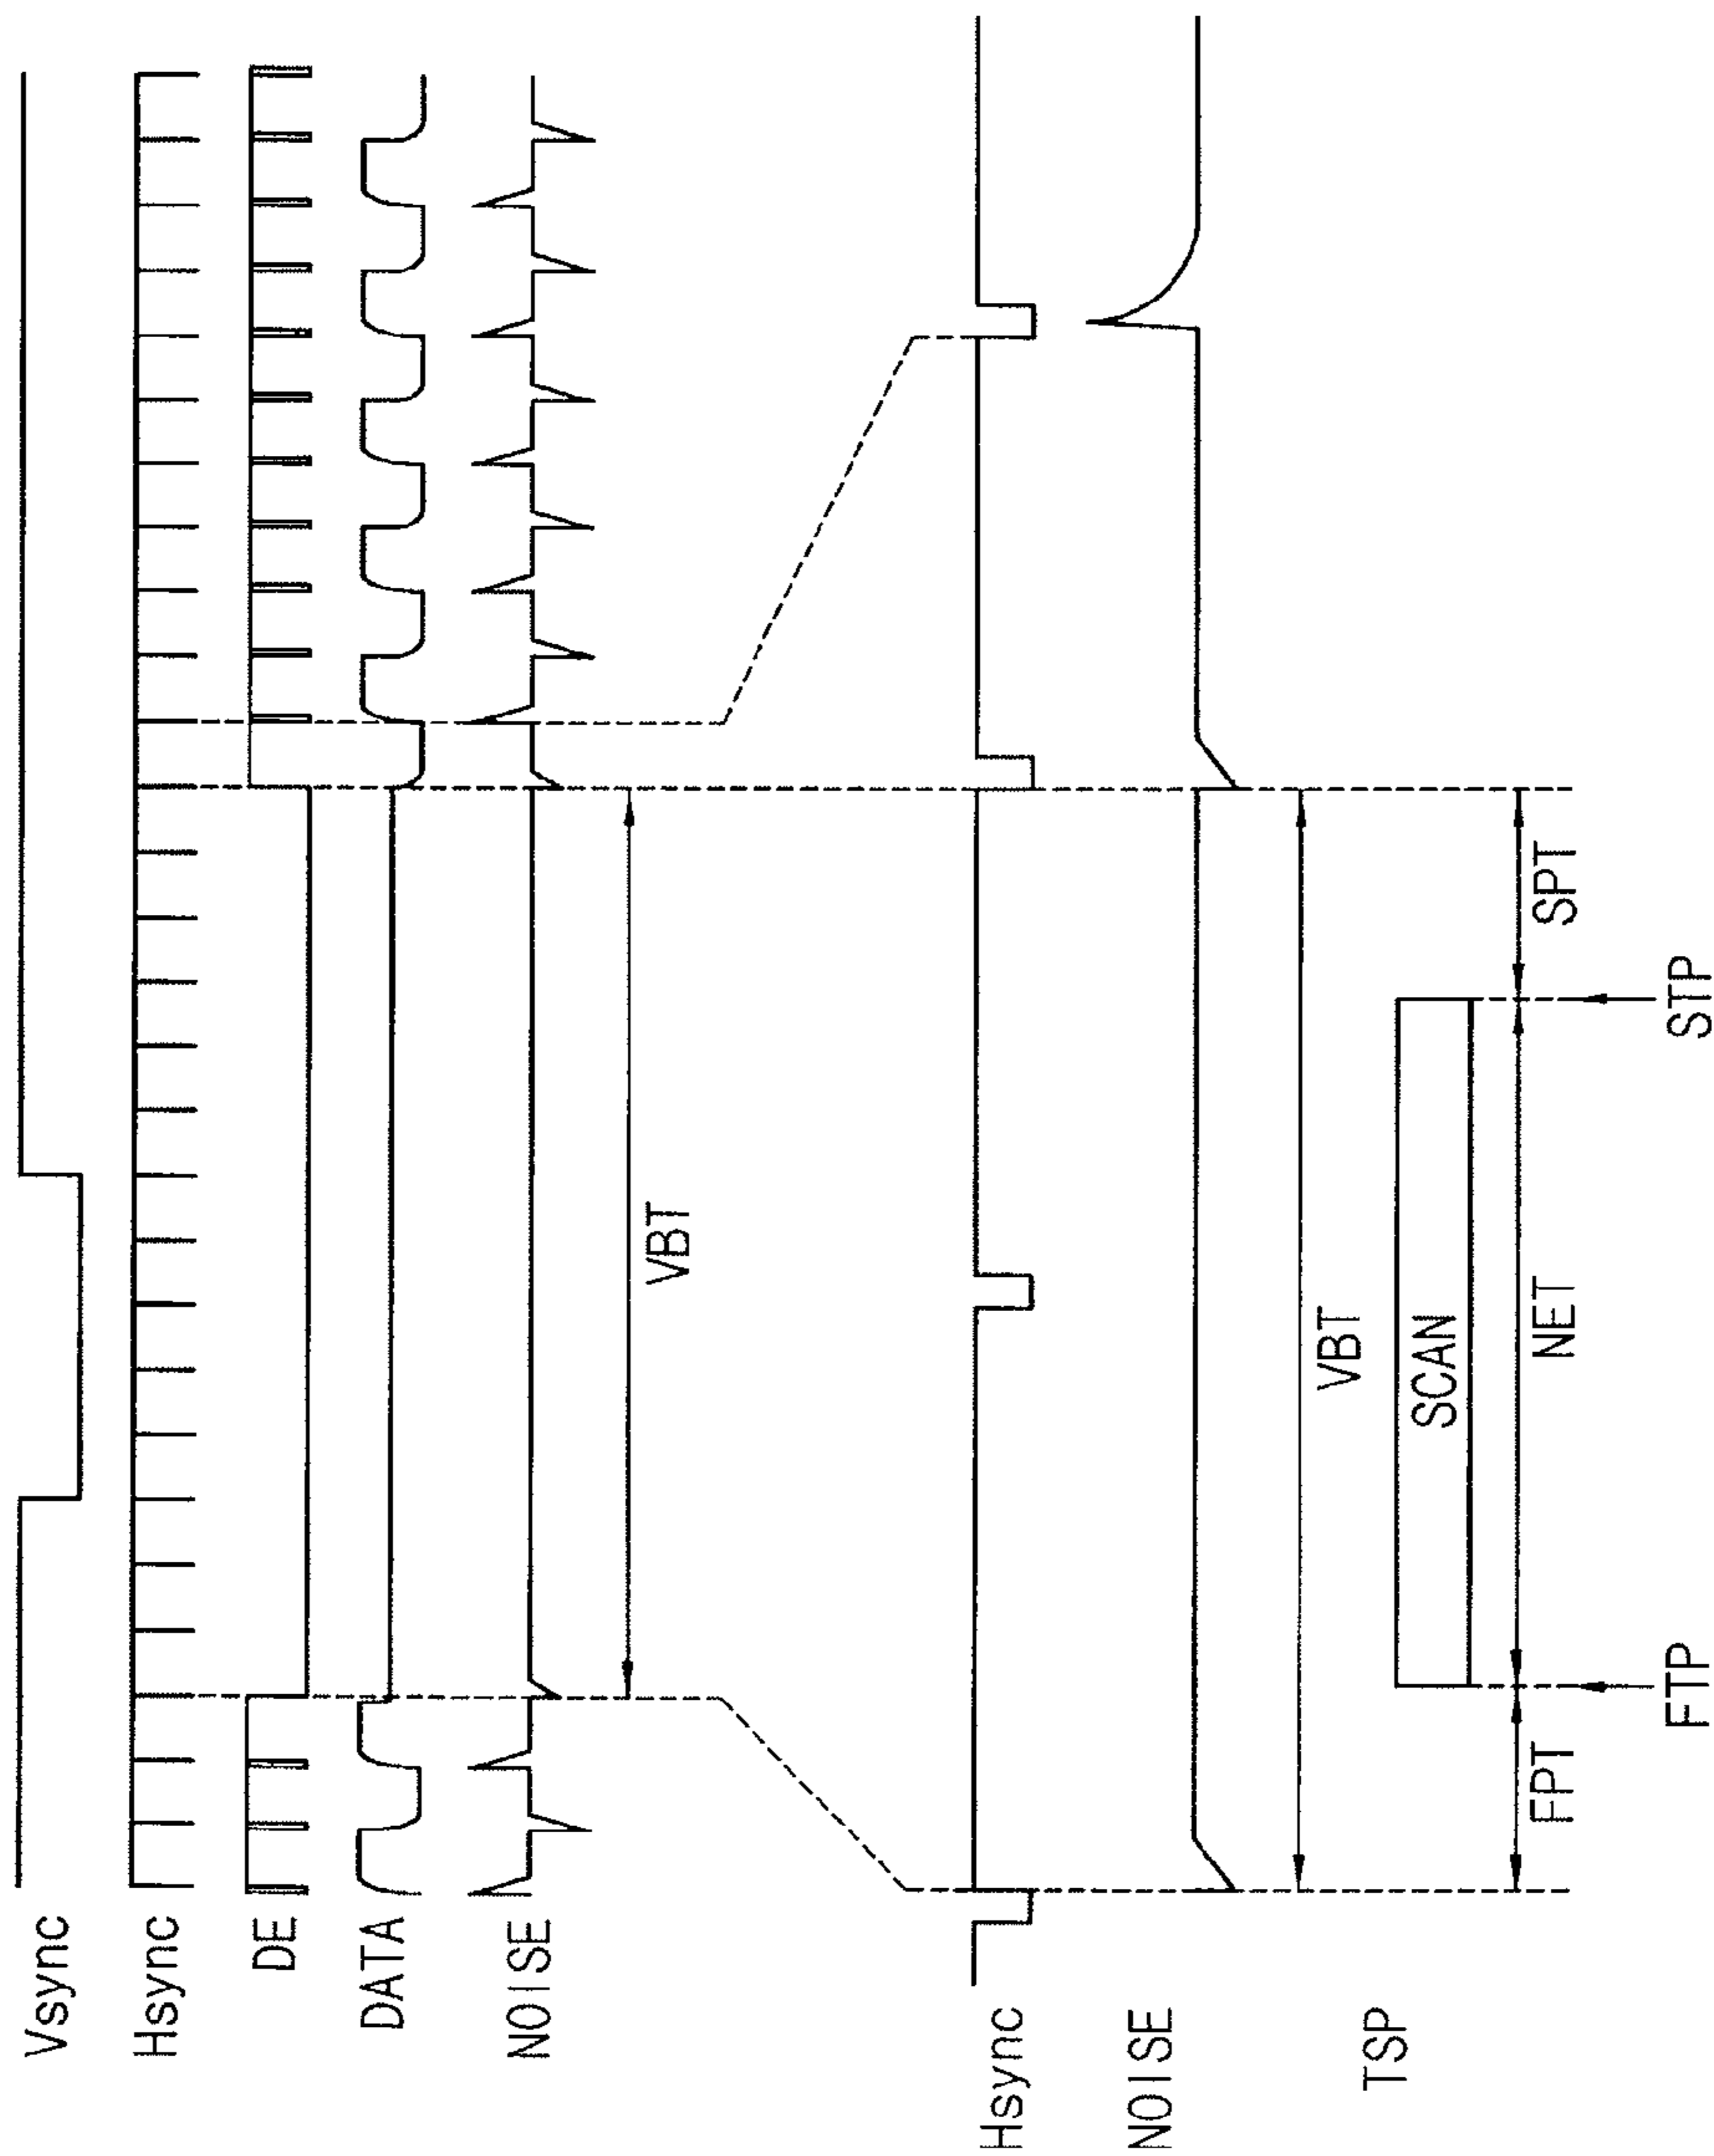 Vsync
Hsync
DE
DATA
NOISE
VBT
Hsync
NOISE
VBT
TSP
SCAN
FPT
NET
SPT
FTP
STP